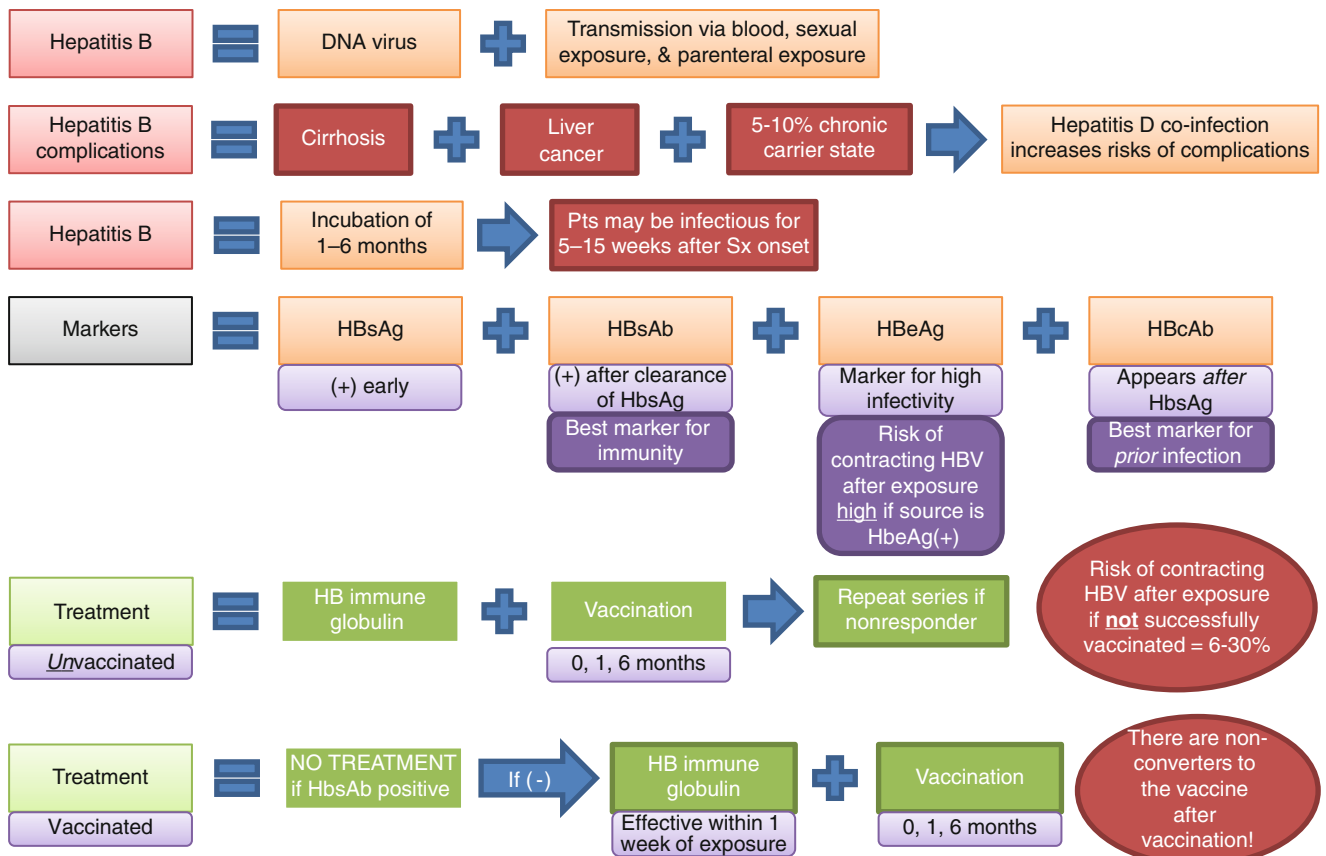 Hepatitis B
DNA virus
Transmission via blood, sexual
exposure, & parenteral exposure
Hepatitis B
complications
Cirrhosis
Liver
cancer
5-10% chronic
carrier state
Hepatitis D co-infection
increases risks of complications
Hepatitis B
Incubation of
1–6 months
Pts may be infectious for
5–15 weeks after Sx onset
Markers
HBsAg
(+) early
HBsAb
(+) after clearance
of HbsAg
Best marker for
immunity
HBeAg
Marker for high
infectivity
Risk of
contracting HBV
after exposure
high if source is
HbeAg(+)
HBcAb
Appears after
HbsAg
Best marker for
prior infection
Treatment
Unvaccinated
HB immune
globulin
Vaccination
0, 1, 6 months
Repeat series if
nonresponder
Risk of contracting
HBV after exposure
if not successfully
vaccinated = 6-30%
Treatment
Vaccinated
NO TREATMENT
if HbsAb positive
If (-)
HB immune
globulin
Effective within 1
week of exposure
Vaccination
0, 1, 6 months
There are non-
converters to
the vaccine
after
vaccination!